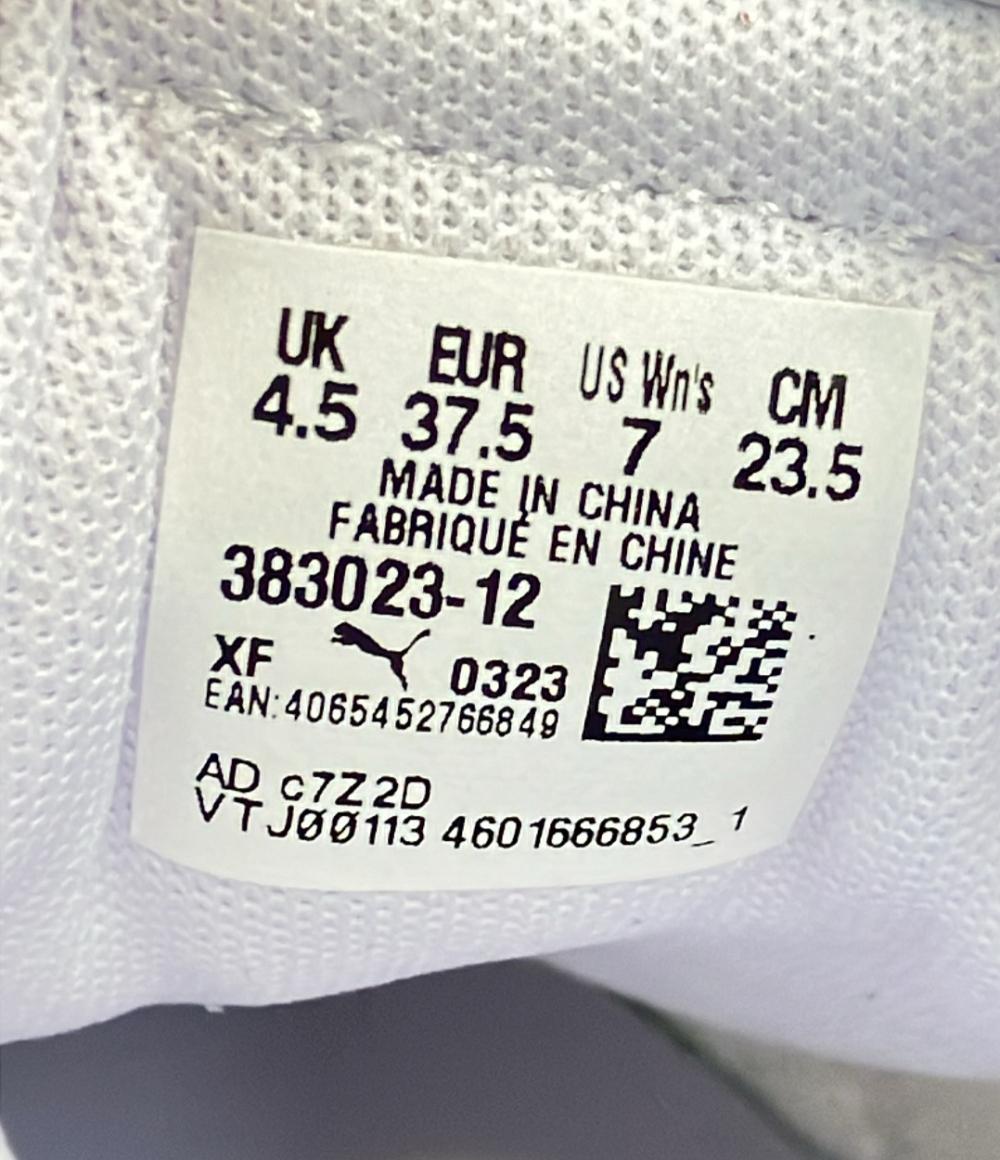 UK EUR US Wn's CM
4.5 37.5 7 23.5
MADE IN CHINA
FABRIQUÉ EN CHINE
383023-12
XF 0323
EAN:4065452766849
AD c7Z2D
VTJ00113 4601666853_1